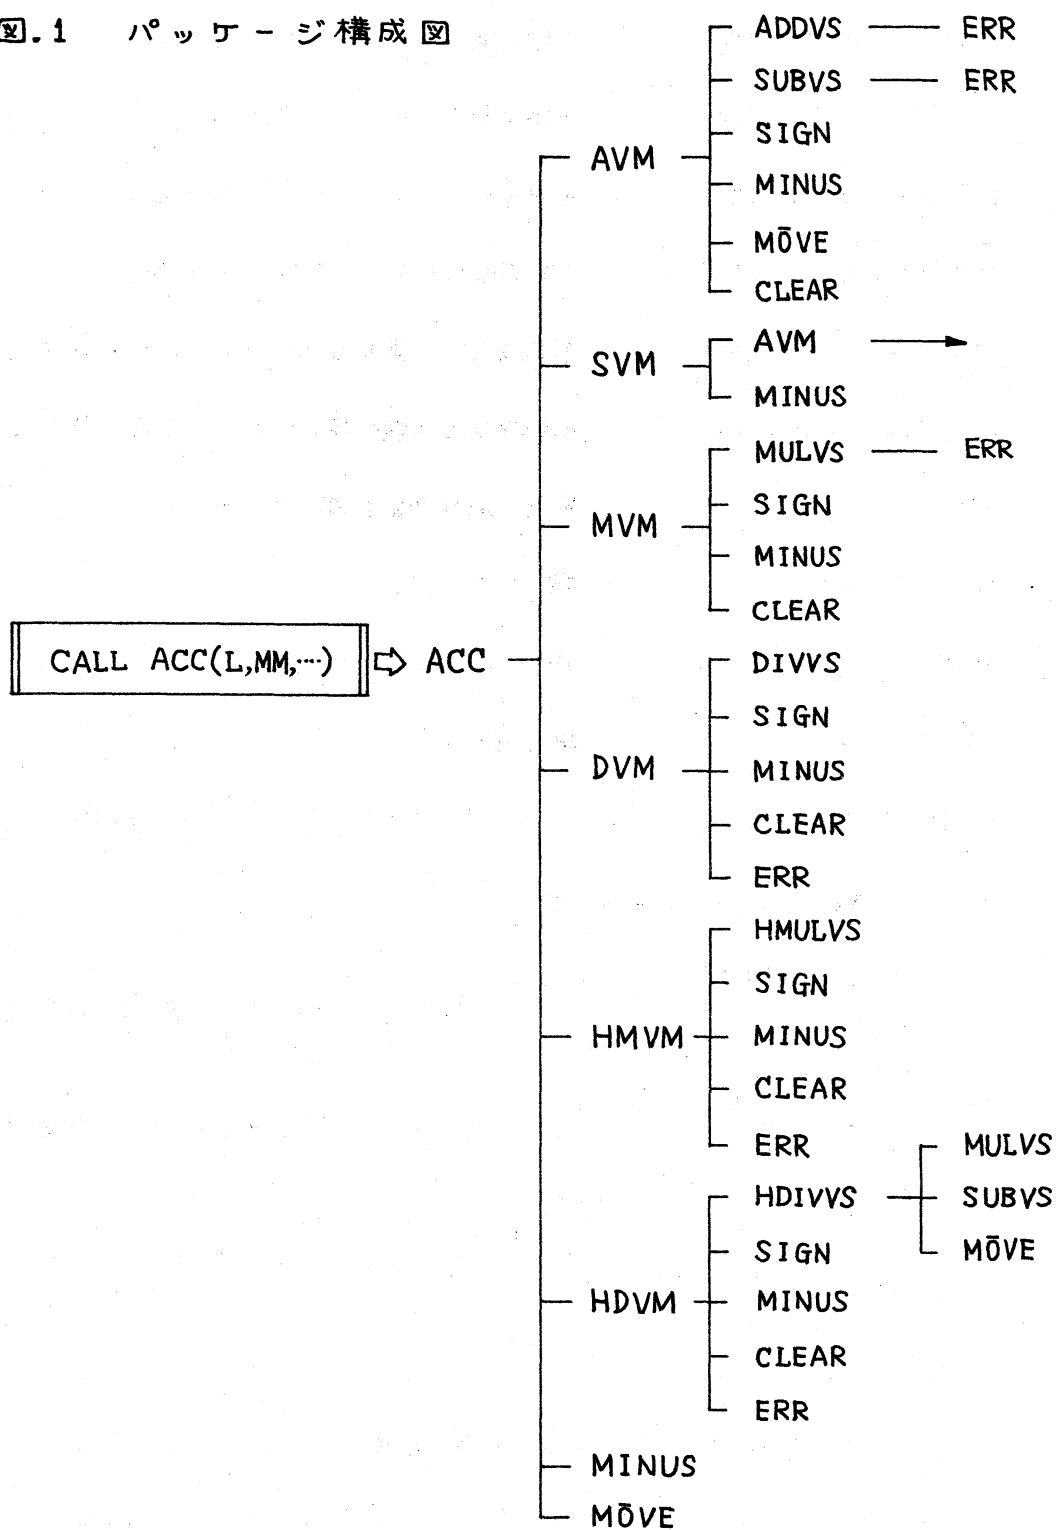 図.1 パッケージ構成図
ADDVS ERR
SUBVS ERR
SIGN
AVM
MINUS
MŌVE
CLEAR
AVM
SVM
MINUS
MULVS ERR
SIGN
MVM
MINUS
CLEAR
CALL ACC(L,MM,…) ⇨ ACC
DIVVS
SIGN
DVM MINUS
CLEAR
ERR
HMULVS
SIGN
HMVM MINUS
CLEAR
ERR MULVS
HDIVVS SUBVS
SIGN MŌVE
HDVM MINUS
CLEAR
ERR
MINUS
MŌVE